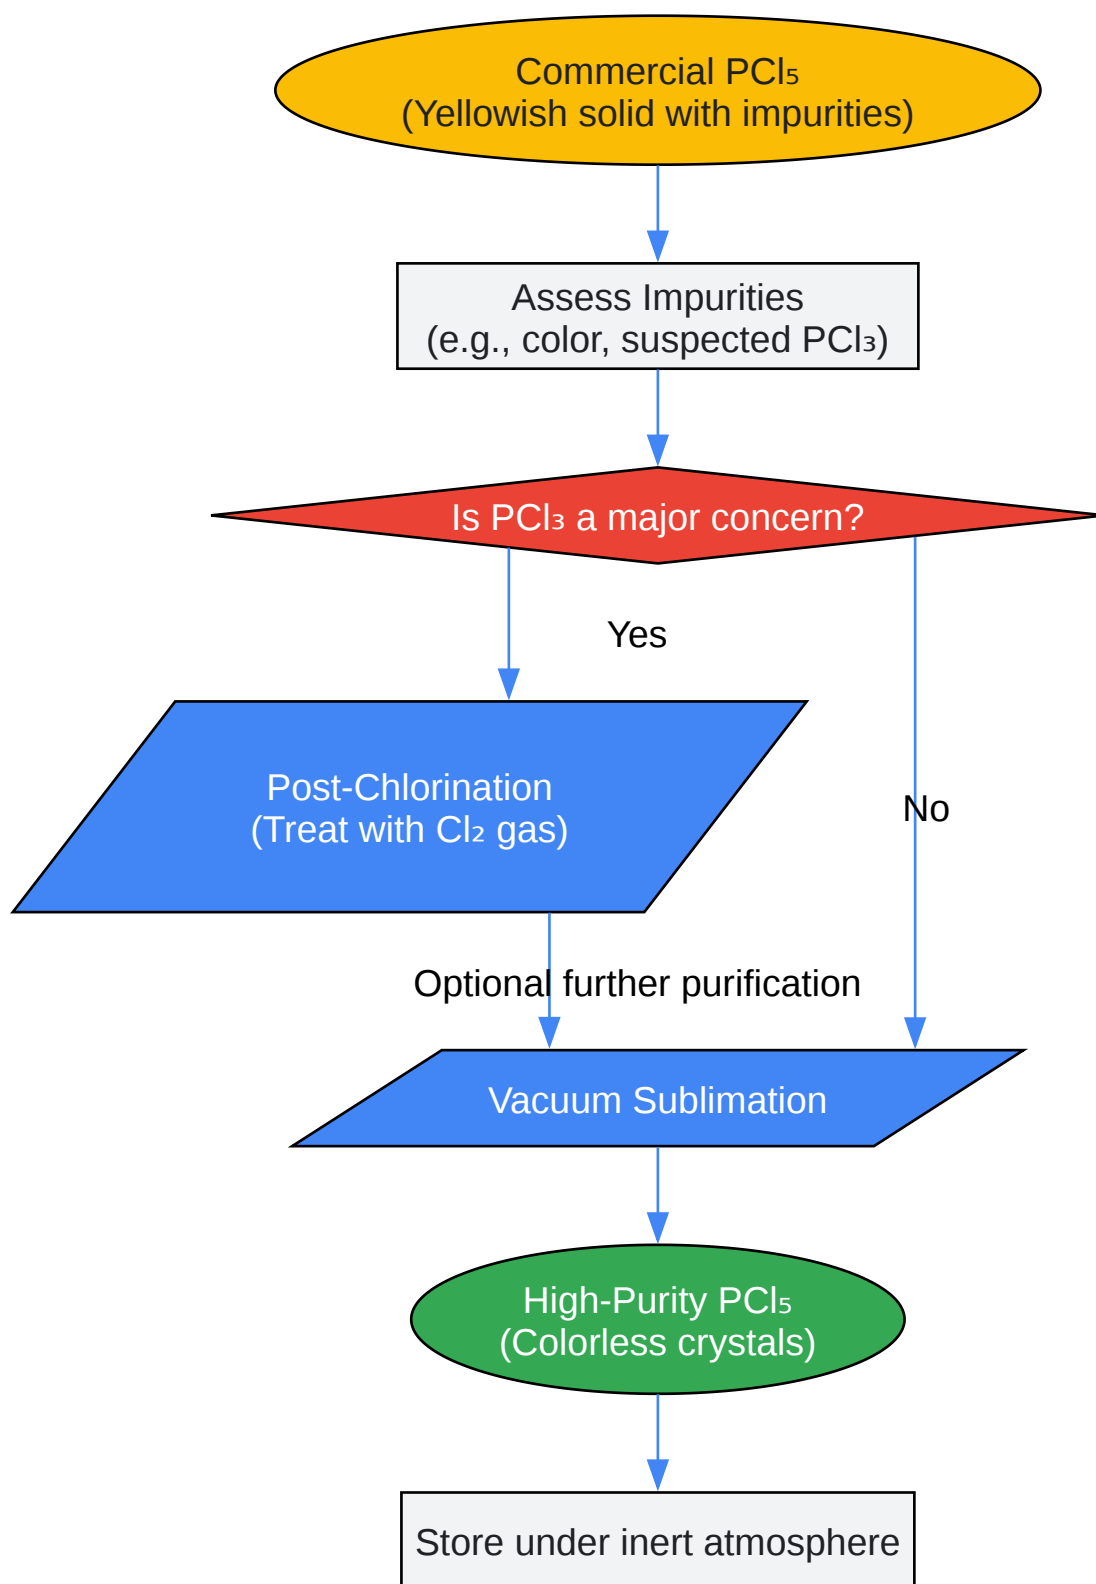 Commercial PCl₅
(Yellowish solid with impurities)
Assess Impurities
(e.g., color, suspected PCl₃)
Is PCl₃ a major concern?
Yes
Post-Chlorination
(Treat with Cl₂ gas)
No
Optional further purification
Vacuum Sublimation
High-Purity PCl₅
(Colorless crystals)
Store under inert atmosphere